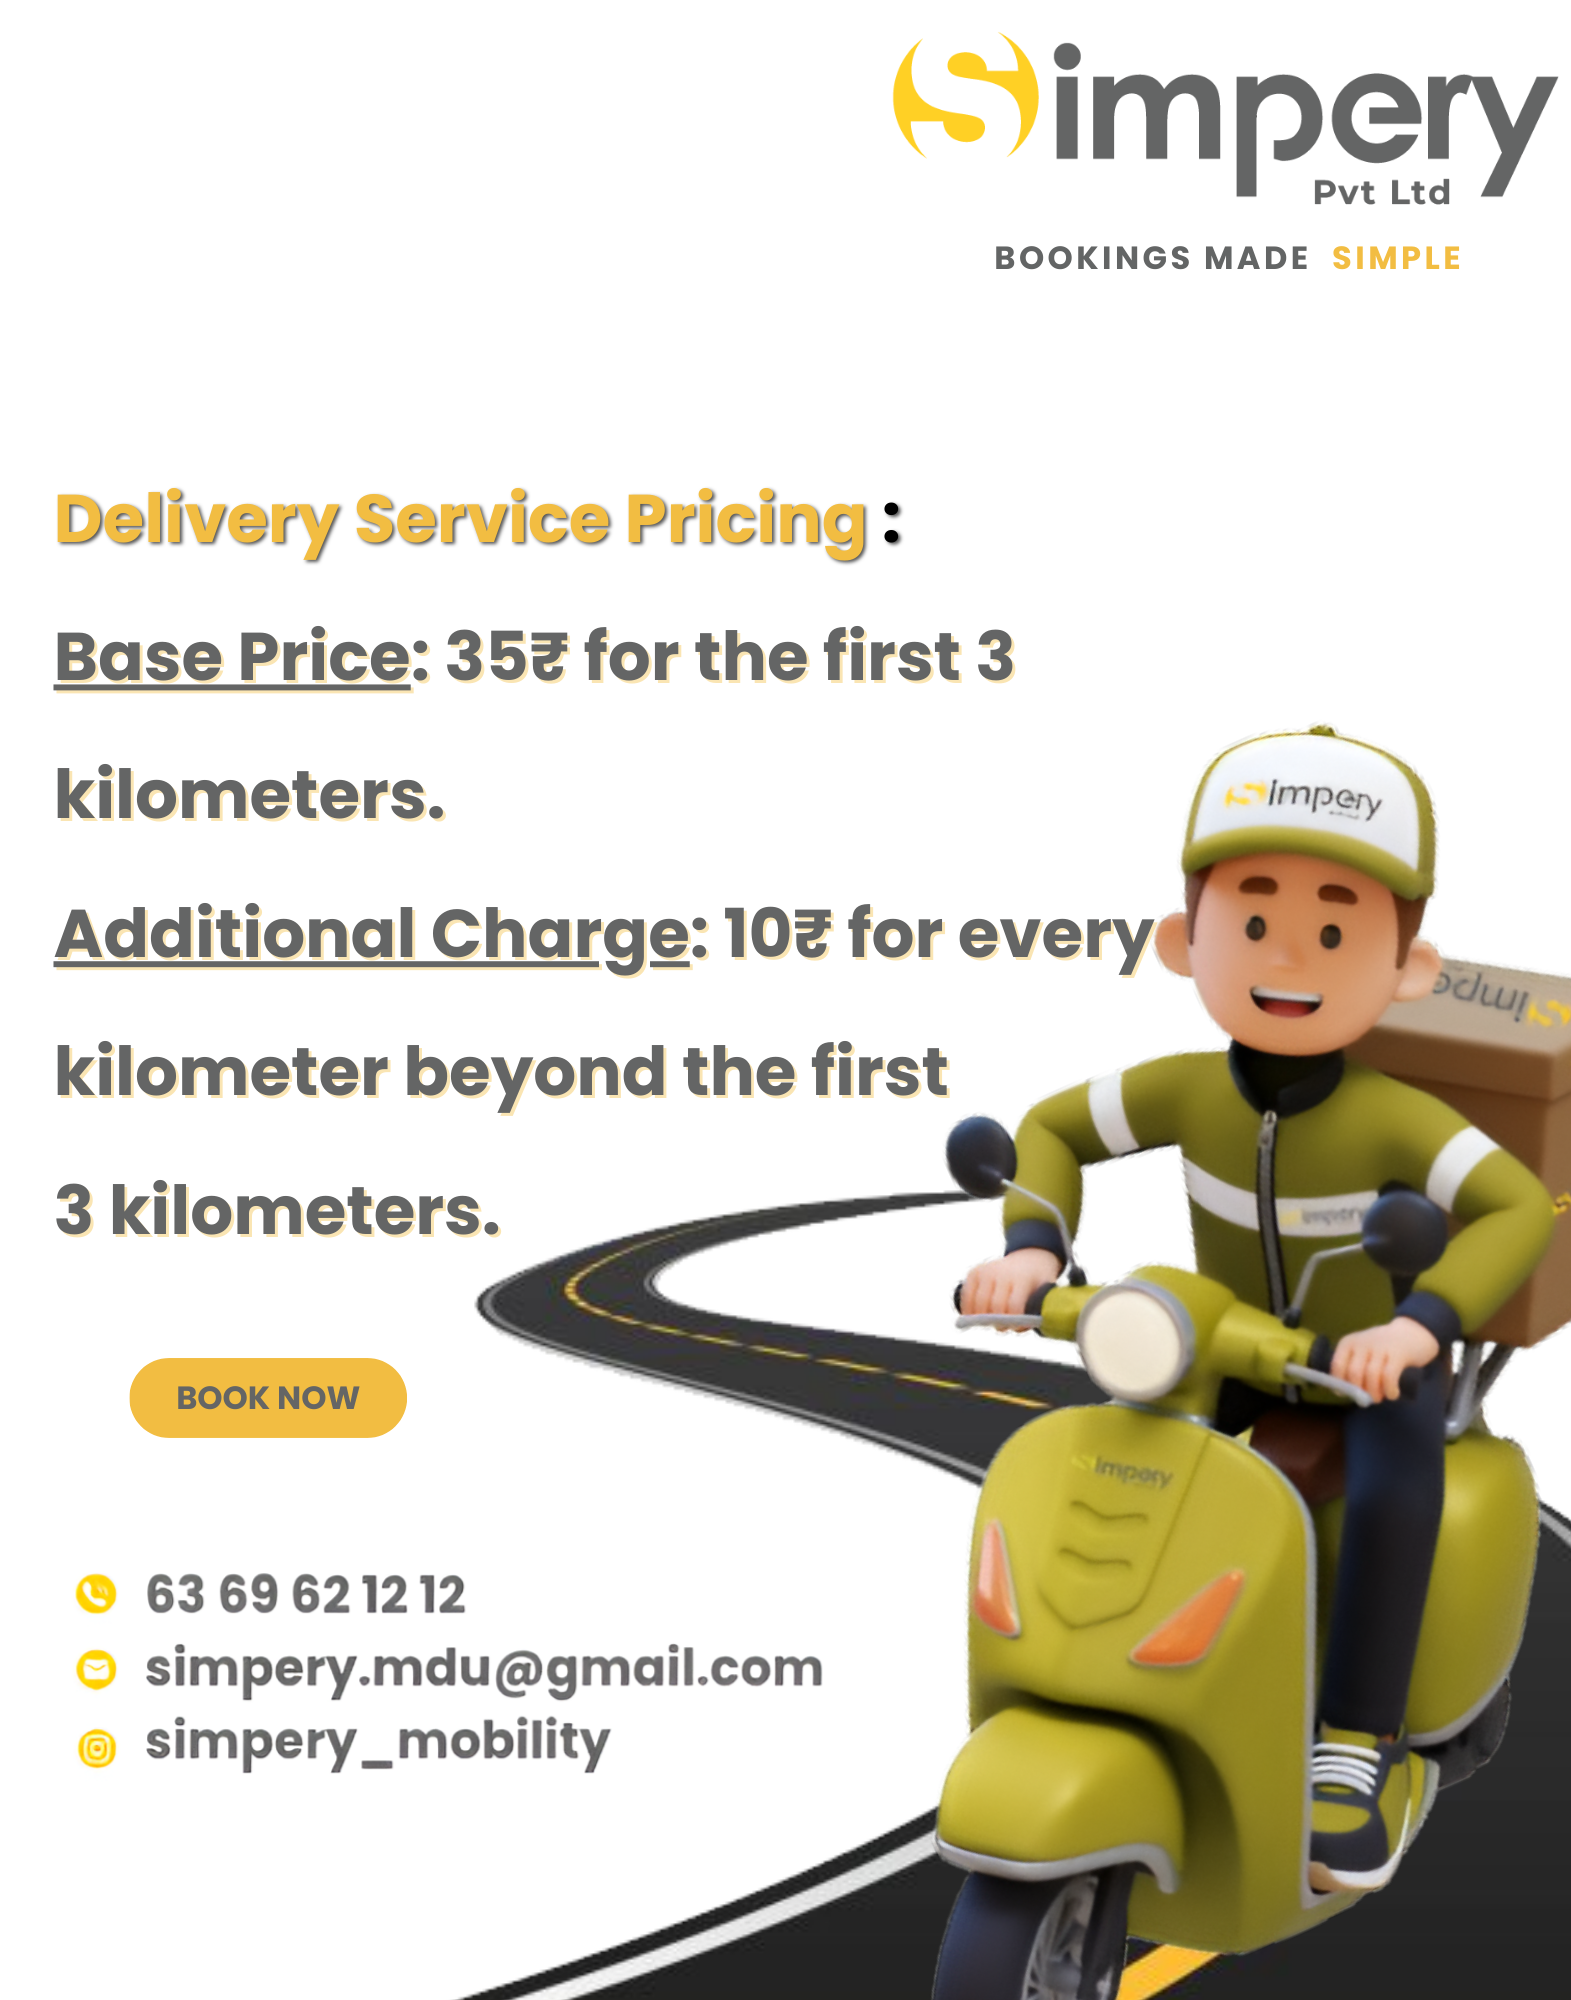 Simpery
Pvt Ltd
BOOKINGS MADE SIMPLE
Delivery Service Pricing :
Base Price: 35₹ for the first 3
kilometers.
Additional Charge: 10₹ for every
kilometer beyond the first
3 kilometers.
Simpery
Simpe
Simpery
BOOK NOW
63 69 62 12 12
simpery.mdu@gmail.com
simpery_mobility